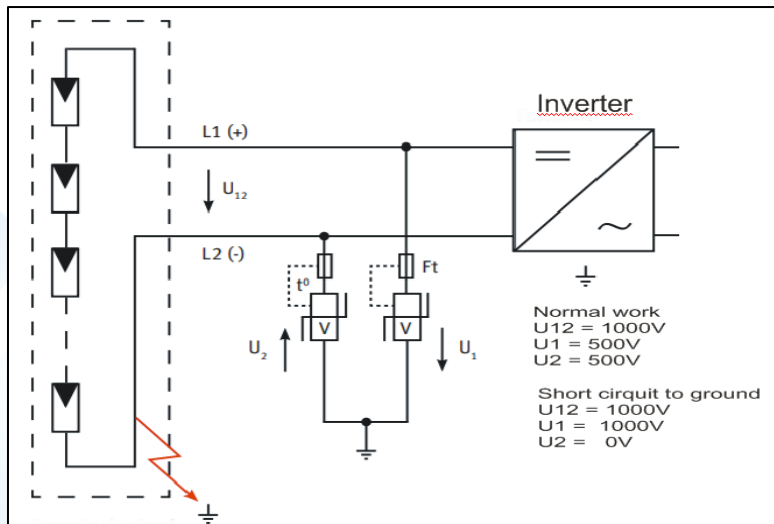 Inverter
L1 (+)
U12
L2 (-)
t⁰
Ft
V
V
U2
U1
Normal work
U12 = 1000V
U1 = 500V
U2 = 500V
Short cirquit to ground
U12 = 1000V
U1 = 1000V
U2 = 0V